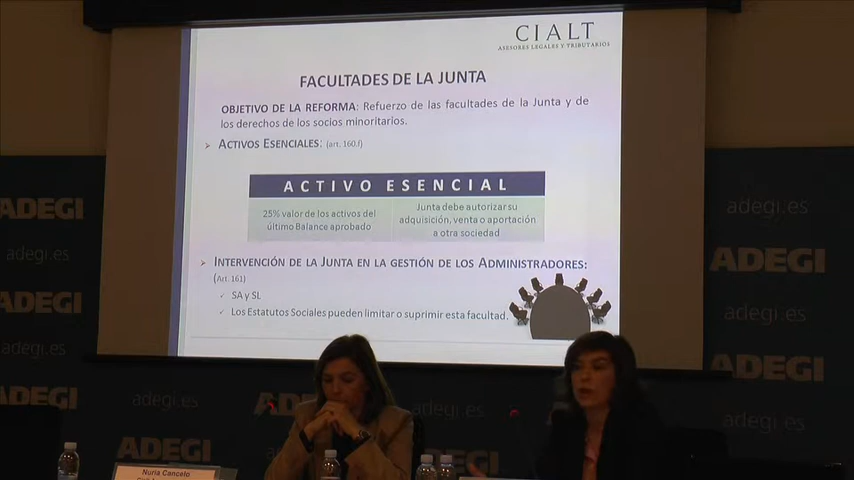 CIALT
ASESORES LEGALES Y TRIBUTARIOS
FACULTADES DE LA JUNTA
OBJETIVO DE LA REFORMA: Refuerzo de las facultades de la Junta y de
los derechos de los socios minoritarios.
ACTIVOS ESENCIALES: (art. 160.f)
ACTIVO ESENCIAL
25% valor de los activos del
último Balance aprobado
Junta debe autorizar su
adquisición, venta o aportación
a otra sociedad
INTERVENCIÓN DE LA JUNTA EN LA GESTIÓN DE LOS ADMINISTRADORES:
(Art. 161)
✓ SA y SL
✓ Los Estatutos Sociales pueden limitar o suprimir esta facultad.
ADEGI
adegi.es
ADEGI
adegi.es
ADEGI
adegi.es
ADEGI
adegi.es
adegi.es
ADEGI
adegi.es
ADEGI
adegi.es
ADEGI
Nuria Cancelo